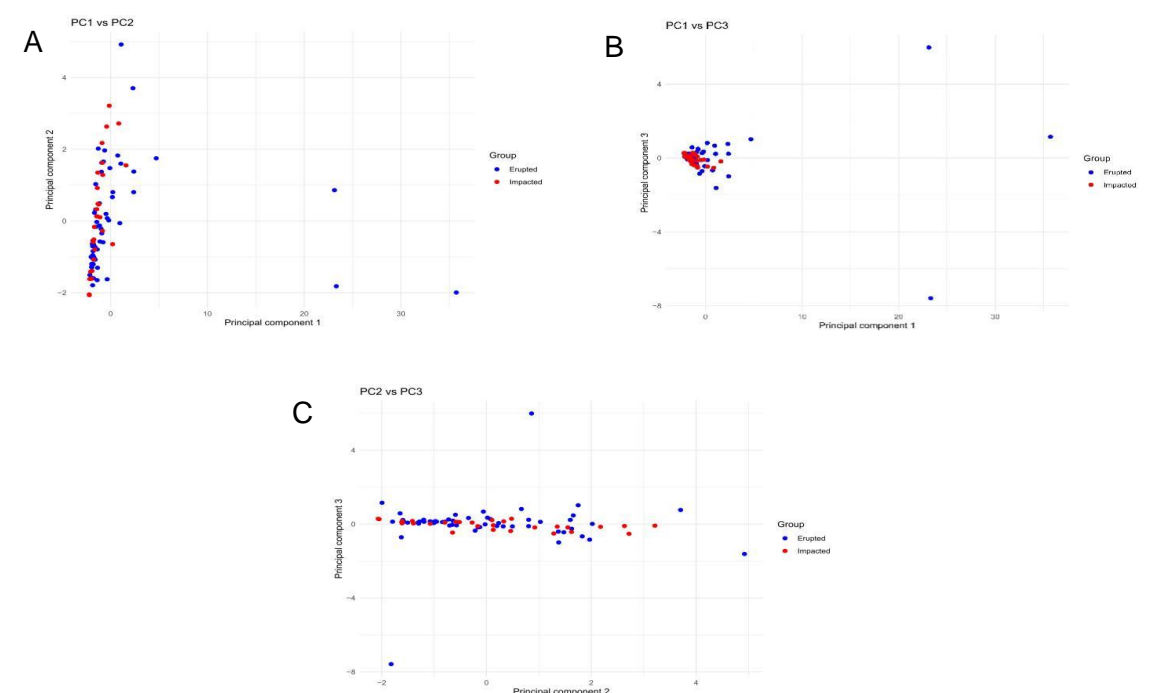 A
PC1 vs PC2
4
2
0
−2
0
10
20
30
Principal component 2
Principal component 1
Group
Erupted
Impacted
B
PC1 vs PC3
4
0
−4
−8
0
10
20
30
Principal component 3
Principal component 1
Group
Erupted
Impacted
C
PC2 vs PC3
4
0
−4
−8
−2
0
2
4
Principal component 3
Principal component 2
Group
Erupted
Impacted